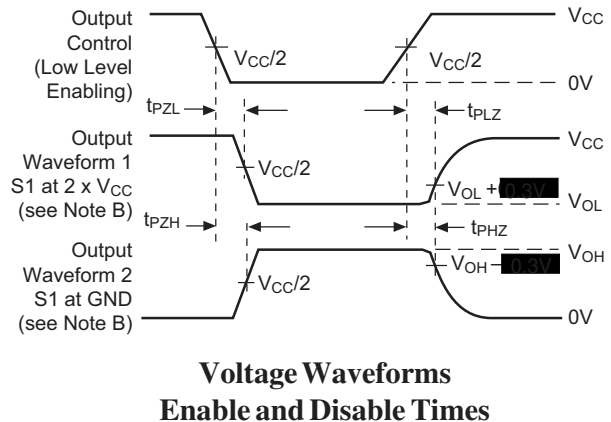 Output
Control
(Low Level
Enabling)
VCC
VCC/2
VCC/2
0V
tPZL
tPLZ
Output
Waveform 1
S1 at 2 x VCC
(see Note B)
VCC
VCC/2
VOL + 0.3V
VOL
tPZH
tPHZ
Output
Waveform 2
S1 at GND
(see Note B)
VOH
VOH – 0.3V
VCC/2
0V
Voltage Waveforms
Enable and Disable Times